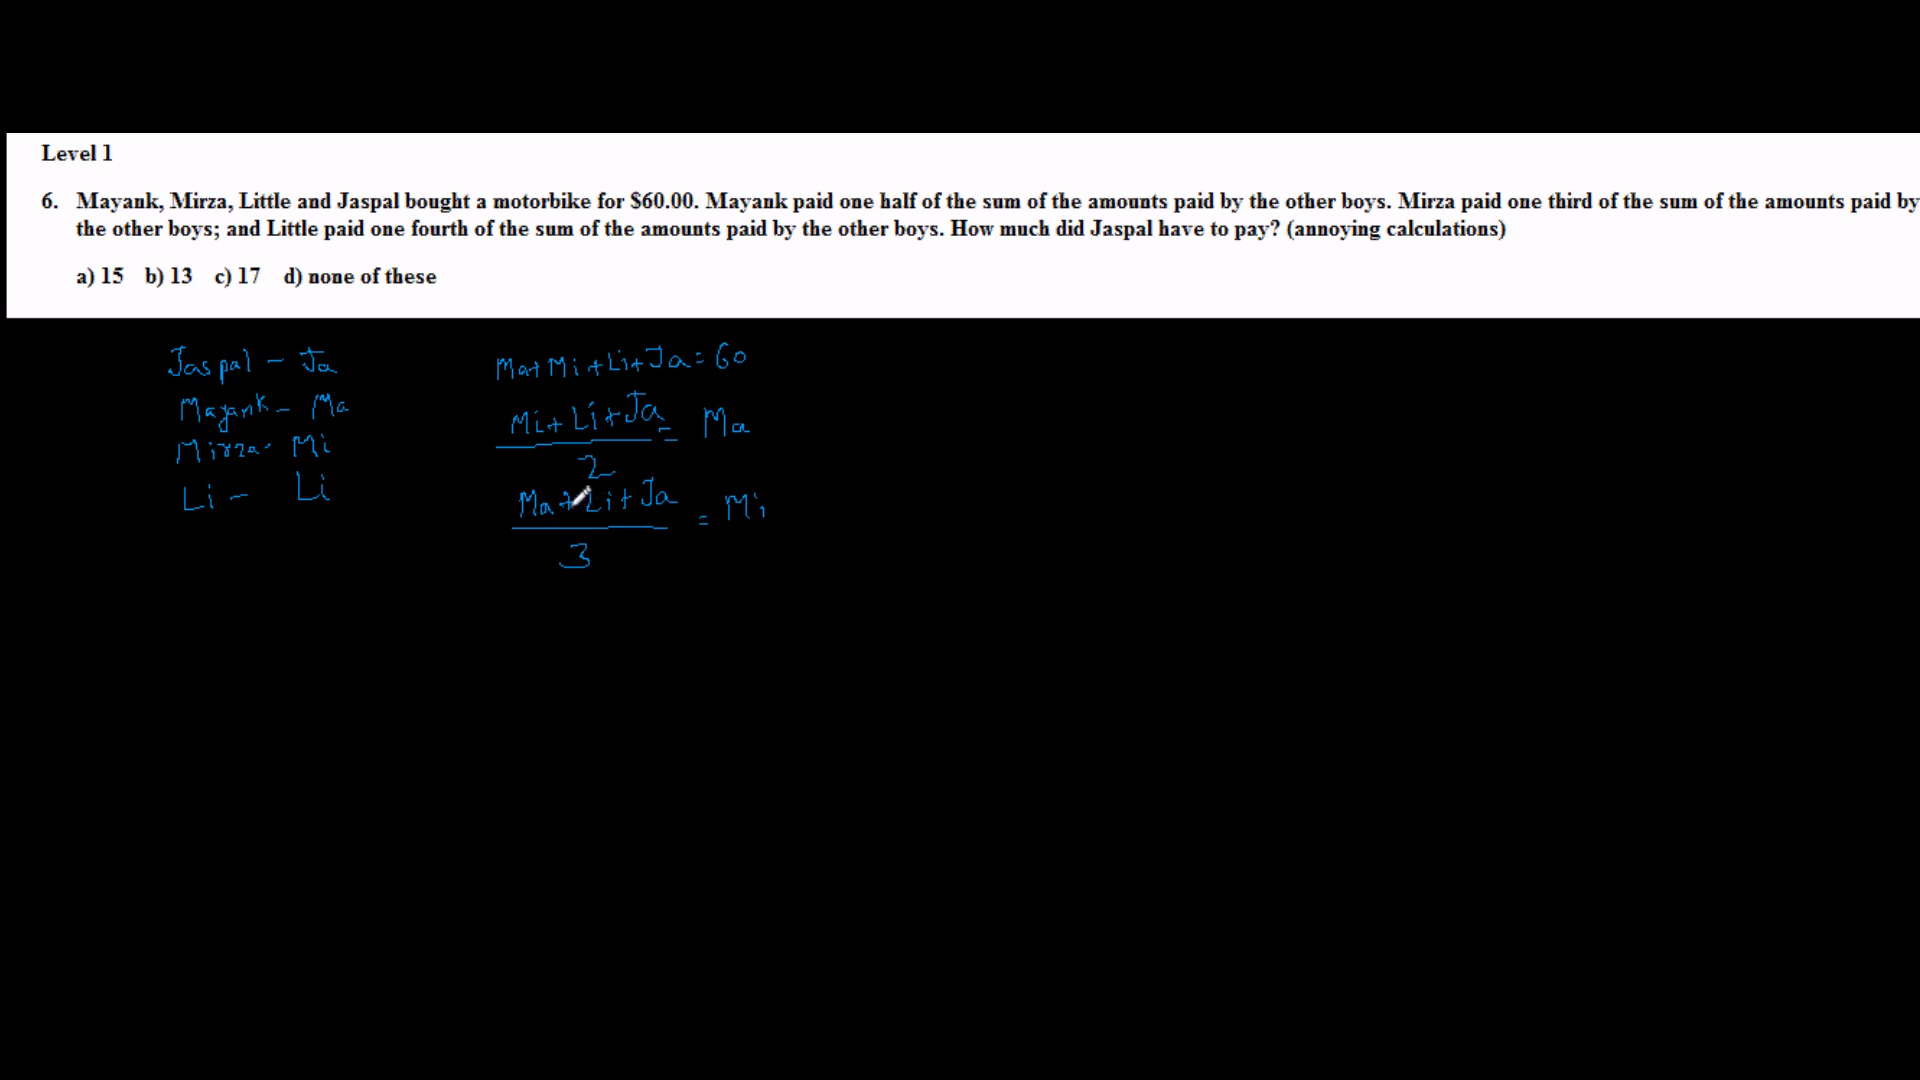 Level 1
6. Mayank, Mirza, Little and Jaspal bought a motorbike for $60.00. Mayank paid one half of the sum of the amounts paid by the other boys. Mirza paid one third of the sum of the amounts paid by
the other boys; and Little paid one fourth of the sum of the amounts paid by the other boys. How much did Jaspal have to pay? (annoying calculations)
a) 15 b) 13 c) 17 d) none of these
Jaspal - Ja
Mayank - Ma
Mirza - Mi
Li - Li
Ma+Mi+Li+Ja = 60
Mi+Li+Ja = Ma
2
Ma+Li+Ja = Mi
3